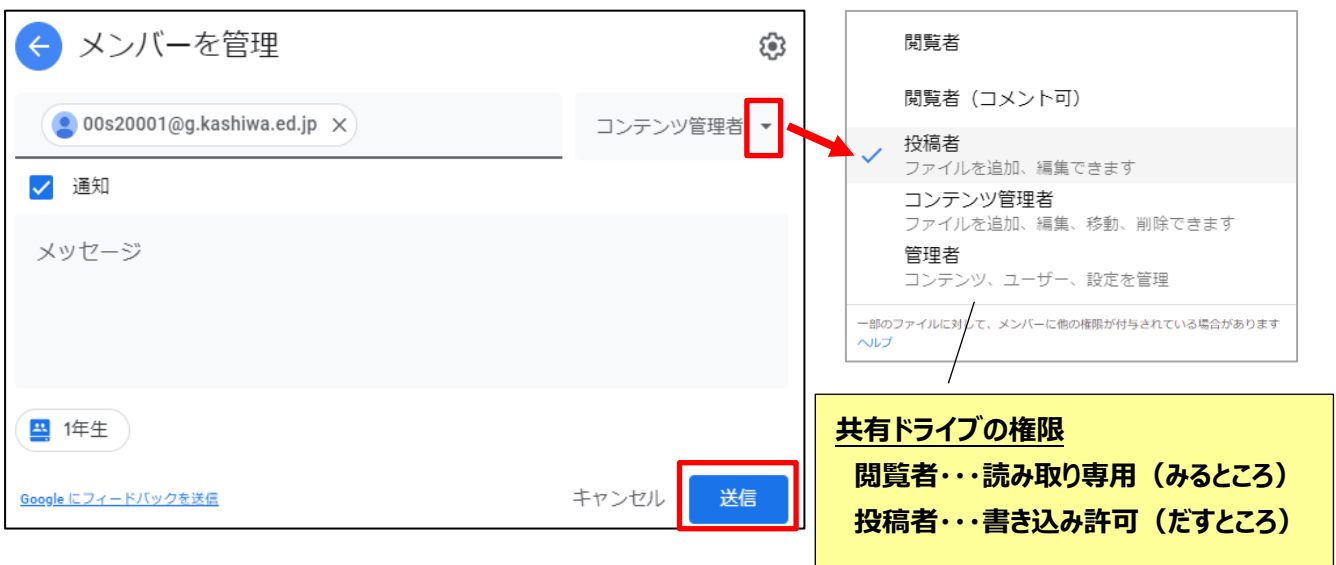 メンバーを管理
00s20001@g.kashiwa.ed.jp ×
コンテンツ管理者
通知
メッセージ
1年生
Google にフィードバックを送信
キャンセル
送信
閲覧者
閲覧者（コメント可）
投稿者
ファイルを追加、編集できます
コンテンツ管理者
ファイルを追加、編集、移動、削除できます
管理者
コンテンツ、ユーザー、設定を管理
一部のファイルに対して、メンバーに他の権限が付与されている場合があります
ヘルプ
共有ドライブの権限
閲覧者･･･読み取り専用（みるところ）
投稿者･･･書き込み許可（だすところ）